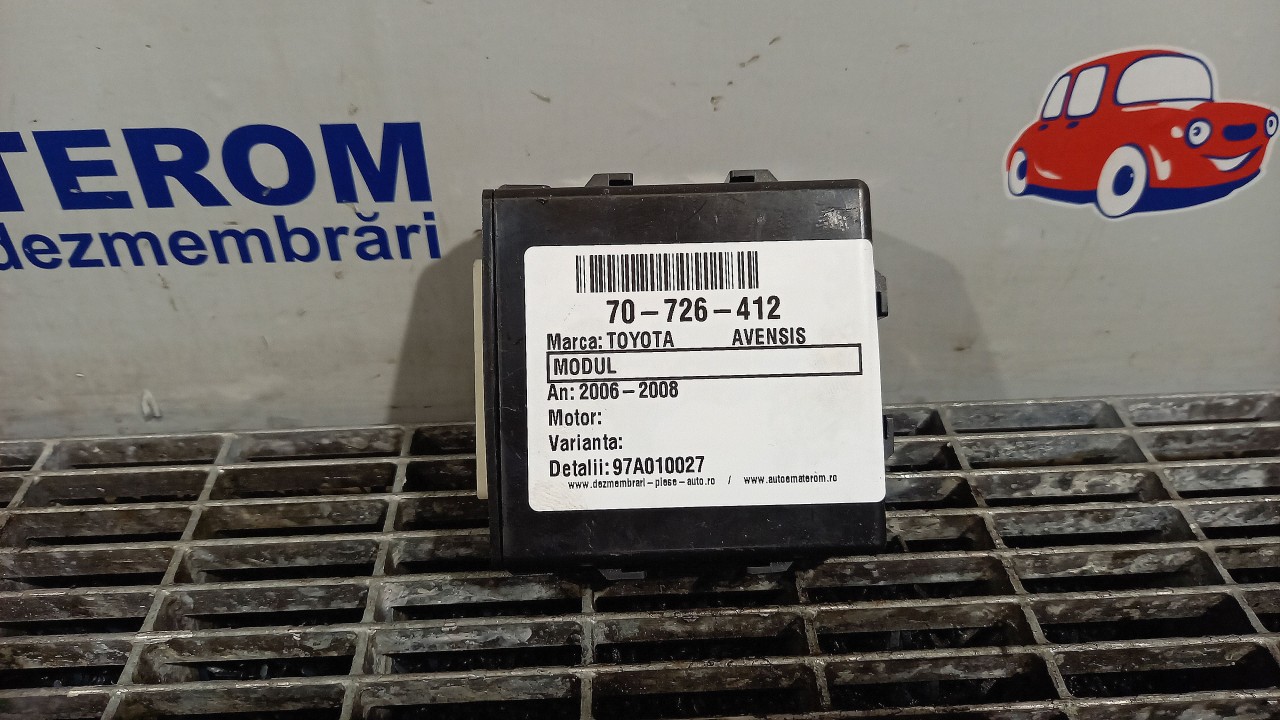 TEROM
dezmembrări
70-726-412
Marca: TOYOTA AVENSIS
MODUL
An: 2006-2008
Motor:
Varianta:
Detalii: 97A010027
www.dezmembrari-piese-auto.ro / www.autoematerom.ro